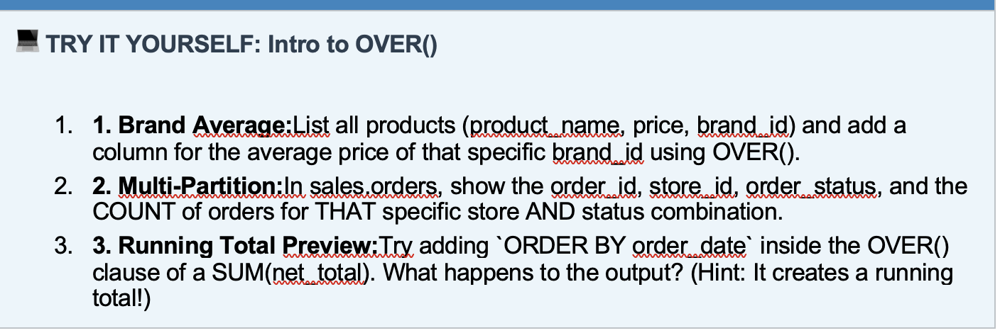 TRY IT YOURSELF: Intro to OVER()
1. 1. Brand Average:List all products (product_name, price, brand_id) and add a
column for the average price of that specific brand_id using OVER().
2. 2. Multi-Partition:In sales.orders, show the order_id, store_id, order_status, and the
COUNT of orders for THAT specific store AND status combination.
3. 3. Running Total Preview:Try adding `ORDER BY order_date` inside the OVER()
clause of a SUM(net_total). What happens to the output? (Hint: It creates a running
total!)